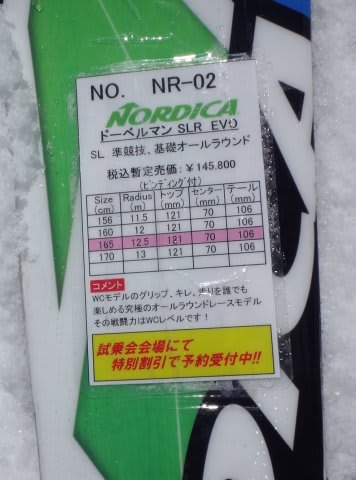 NO. NR-02
NORDICA
ドーベルマン SLR EVO
SL 準競技、基礎オールラウンド
税込暫定売価：￥145.800
(ビンディング付)
Size (cm) Radius (m) トップ (mm) センター (mm) テール (mm)
156 11.5 121 70 106
160 12 121 70 106
165 12.5 121 70 106
170 13 121 70 106
コメント
WCモデルのグリップ、キレ、走りを誰でも
楽しめる究極のオールラウンドレースモデル
その戦闘力はWCレベルです！
試乗会会場にて
特別割引で予約受付中!!